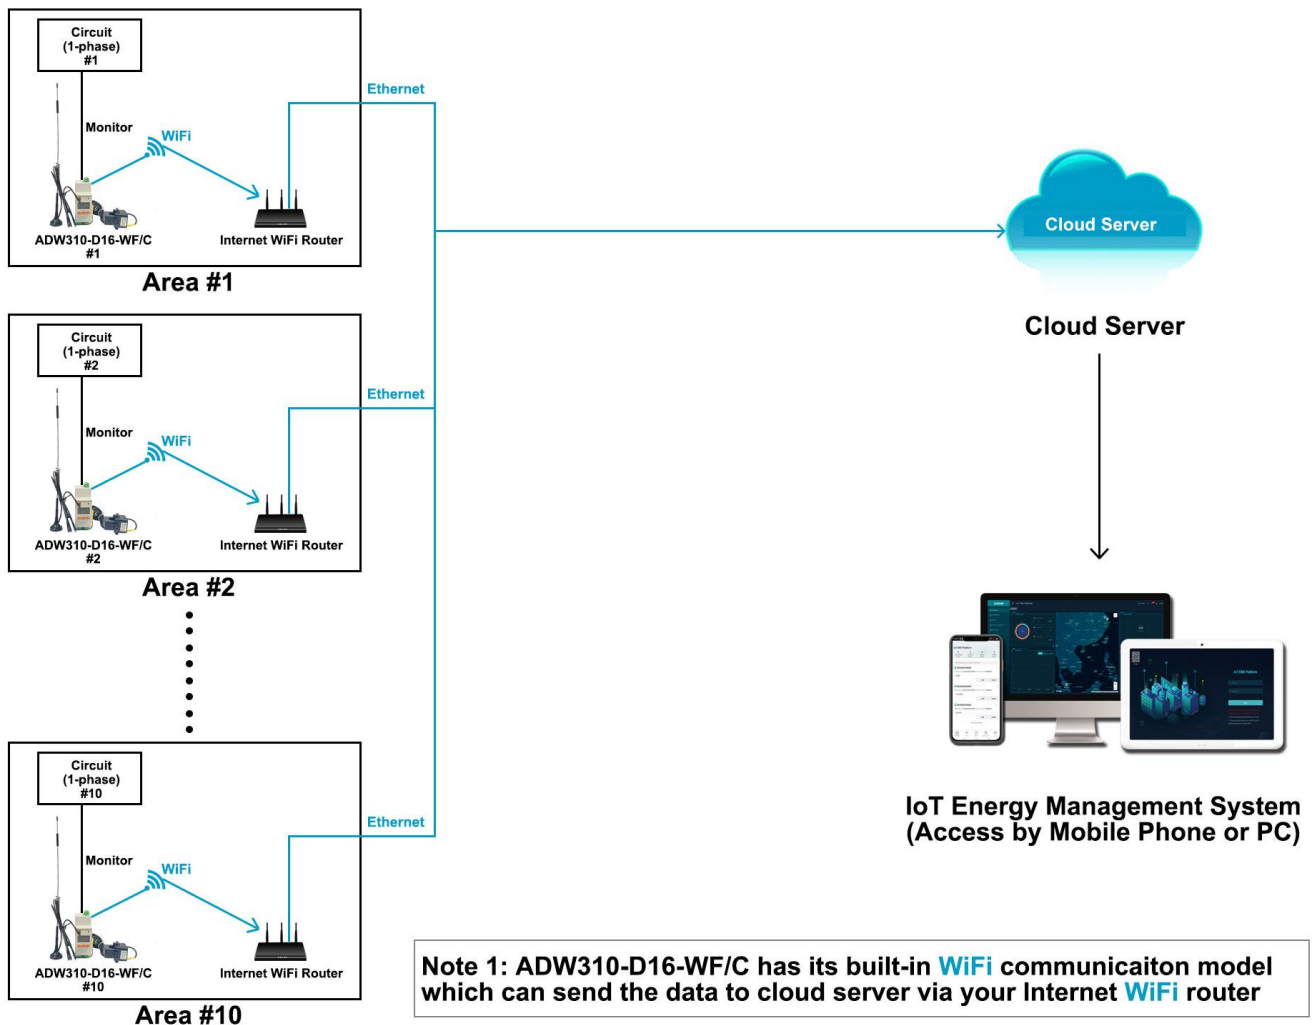 Circuit
(1-phase)
#1
Monitor
WiFi
ADW310-D16-WF/C
#1
Internet WiFi Router
Ethernet
Area #1
Circuit
(1-phase)
#2
Monitor
WiFi
ADW310-D16-WF/C
#2
Internet WiFi Router
Ethernet
Area #2
Circuit
(1-phase)
#10
Monitor
WiFi
ADW310-D16-WF/C
#10
Internet WiFi Router
Ethernet
Area #10
Cloud Server
Cloud Server
IoT Energy Management System
(Access by Mobile Phone or PC)
Note 1: ADW310-D16-WF/C has its built-in WiFi communicaiton model
which can send the data to cloud server via your Internet WiFi router